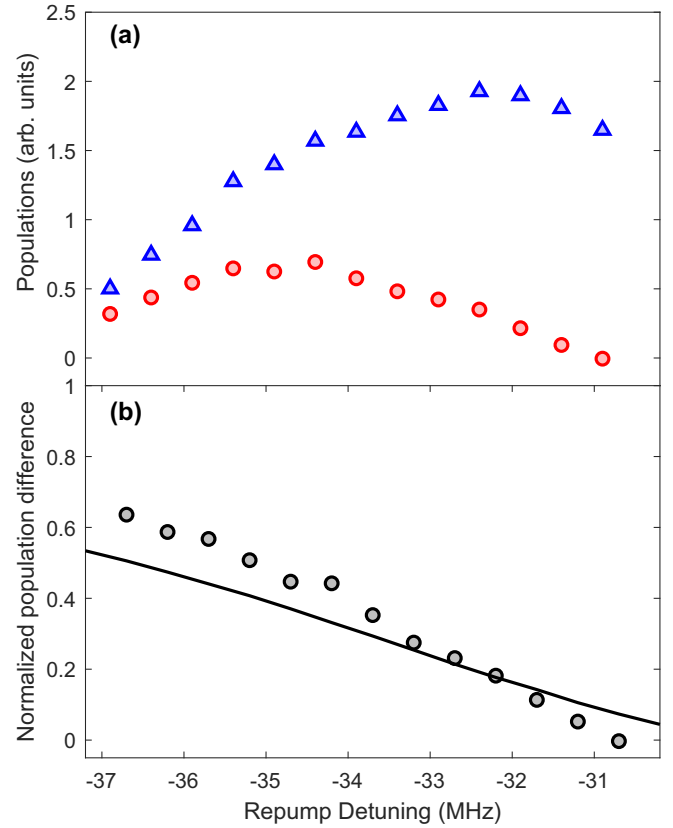 (a)
Populations (arb. units)
2.5
2
1.5
1
0.5
0
(b)
Normalized population difference
1
0.8
0.6
0.4
0.2
0
-37 -36 -35 -34 -33 -32 -31
Repump Detuning (MHz)